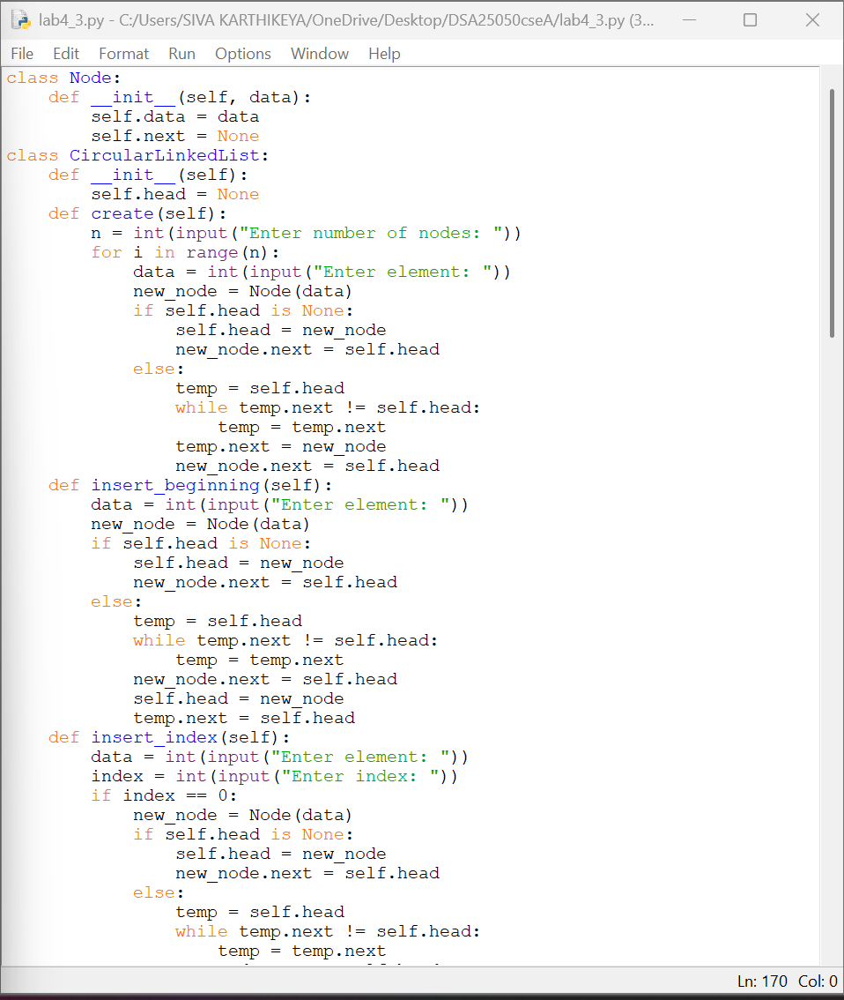 lab4_3.py - C:/Users/SIVA KARTHIKEYA/OneDrive/Desktop/DSA25050cseA/lab4_3.py (3...
File Edit Format Run Options Window Help
class Node:
    def __init__(self, data):
        self.data = data
        self.next = None
class CircularLinkedList:
    def __init__(self):
        self.head = None
    def create(self):
        n = int(input("Enter number of nodes: "))
        for i in range(n):
            data = int(input("Enter element: "))
            new_node = Node(data)
            if self.head is None:
                self.head = new_node
                new_node.next = self.head
            else:
                temp = self.head
                while temp.next != self.head:
                    temp = temp.next
                temp.next = new_node
                new_node.next = self.head
    def insert_beginning(self):
        data = int(input("Enter element: "))
        new_node = Node(data)
        if self.head is None:
            self.head = new_node
            new_node.next = self.head
        else:
            temp = self.head
            while temp.next != self.head:
                temp = temp.next
            new_node.next = self.head
            self.head = new_node
            temp.next = self.head
    def insert_index(self):
        data = int(input("Enter element: "))
        index = int(input("Enter index: "))
        if index == 0:
            new_node = Node(data)
            if self.head is None:
                self.head = new_node
                new_node.next = self.head
            else:
                temp = self.head
                while temp.next != self.head:
                    temp = temp.next
Ln: 170 Col: 0